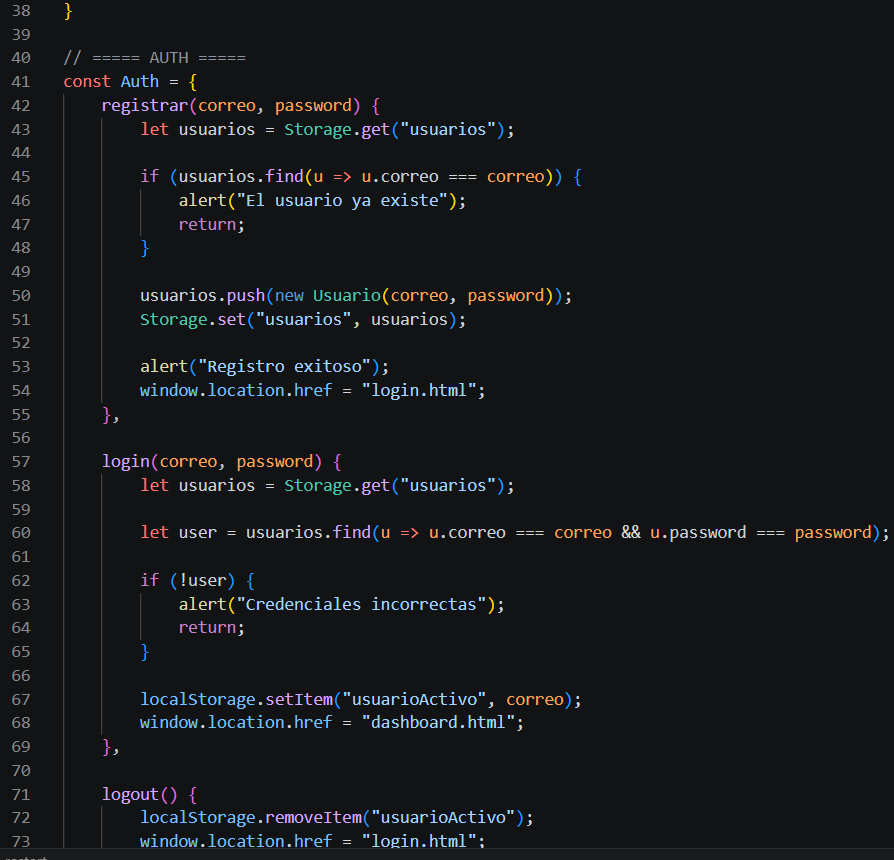 38 }
39
40 // ===== AUTH =====
41 const Auth = {
42     registrar(correo, password) {
43         let usuarios = Storage.get("usuarios");
44
45         if (usuarios.find(u => u.correo === correo)) {
46             alert("El usuario ya existe");
47             return;
48         }
49
50         usuarios.push(new Usuario(correo, password));
51         Storage.set("usuarios", usuarios);
52
53         alert("Registro exitoso");
54         window.location.href = "login.html";
55     },
56
57     login(correo, password) {
58         let usuarios = Storage.get("usuarios");
59
60         let user = usuarios.find(u => u.correo === correo && u.password === password);
61
62         if (!user) {
63             alert("Credenciales incorrectas");
64             return;
65         }
66
67         localStorage.setItem("usuarioActivo", correo);
68         window.location.href = "dashboard.html";
69     },
70
71     logout() {
72         localStorage.removeItem("usuarioActivo");
73         window.location.href = "login.html";